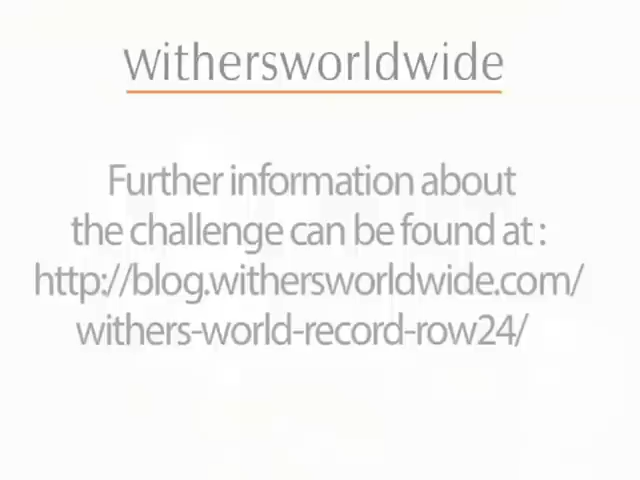 Withersworldwide
Further information about
the challenge can be found at :
http://blog.withersworldwide.com/
withers-world-record-row24/